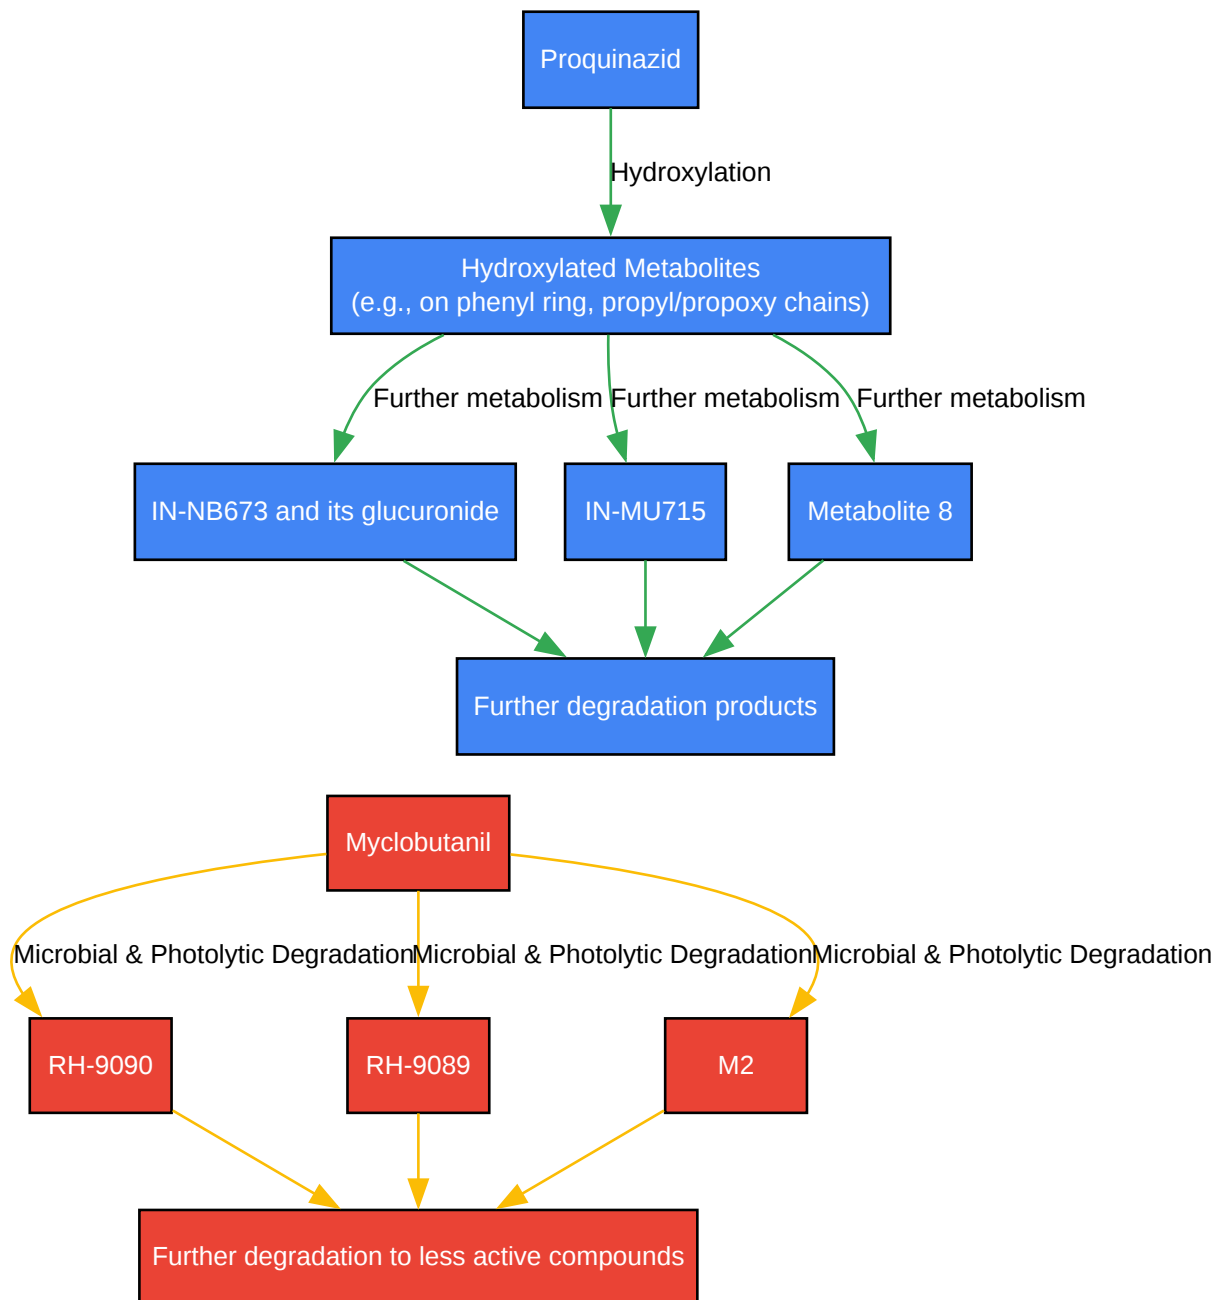 Proquinazid
Hydroxylation
Hydroxylated Metabolites
(e.g., on phenyl ring, propyl/propoxy chains)
Further metabolism
Further metabolism
Further metabolism
IN-NB673 and its glucuronide
IN-MU715
Metabolite 8
Further degradation products
Myclobutanil
Microbial & Photolytic Degradation
Microbial & Photolytic Degradation
Microbial & Photolytic Degradation
RH-9090
RH-9089
M2
Further degradation to less active compounds